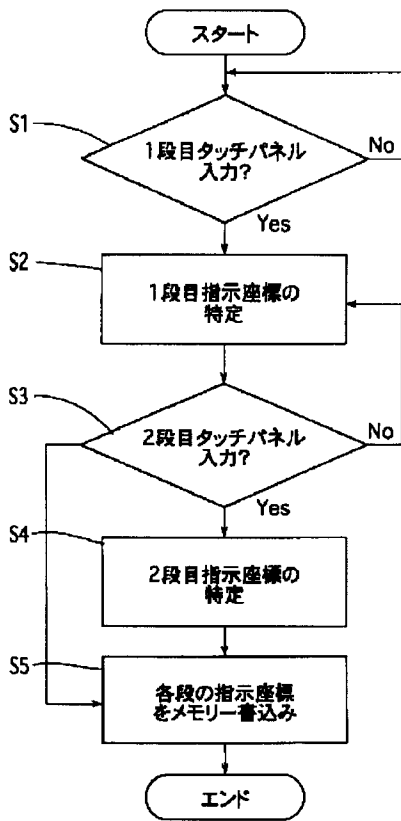 スタート
S1
1段目タッチパネル
入力?
No
Yes
S2
1段目指示座標の
特定
S3
2段目タッチパネル
入力?
No
Yes
S4
2段目指示座標の
特定
S5
各段の指示座標
をメモリー書込み
エンド